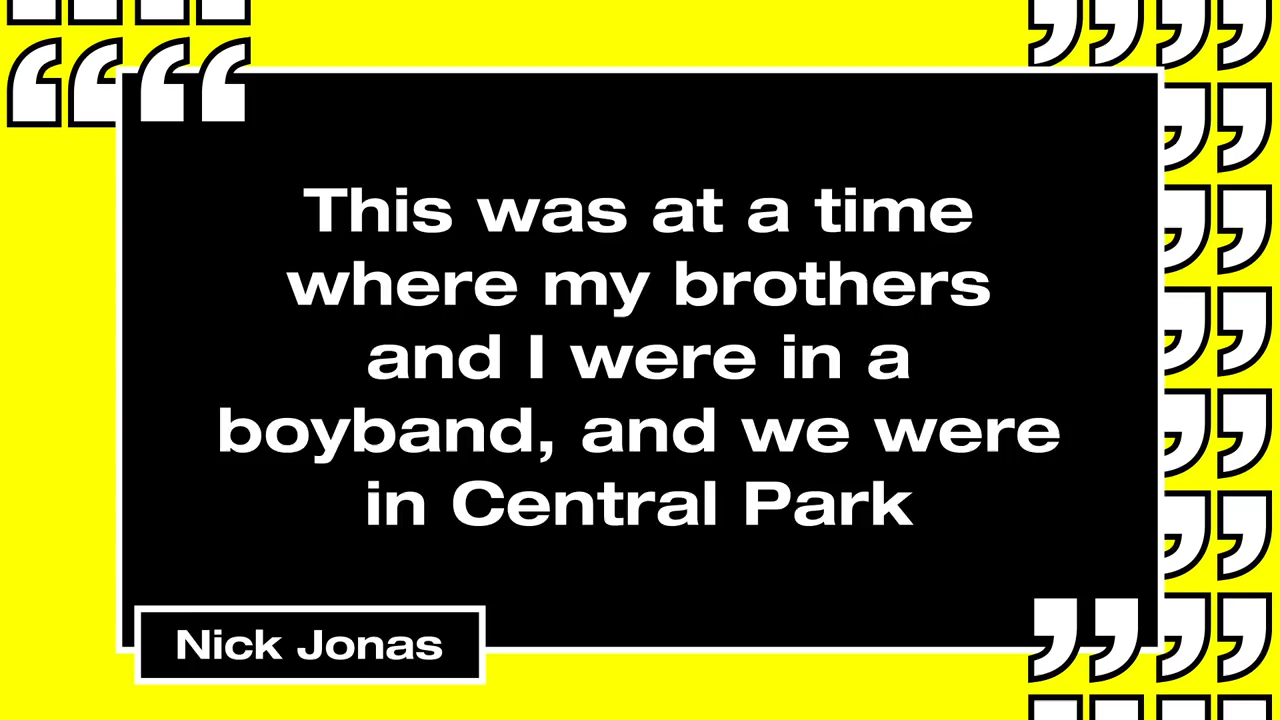 This was at a time
where my brothers
and I were in a
boyband, and we were
in Central Park
Nick Jonas